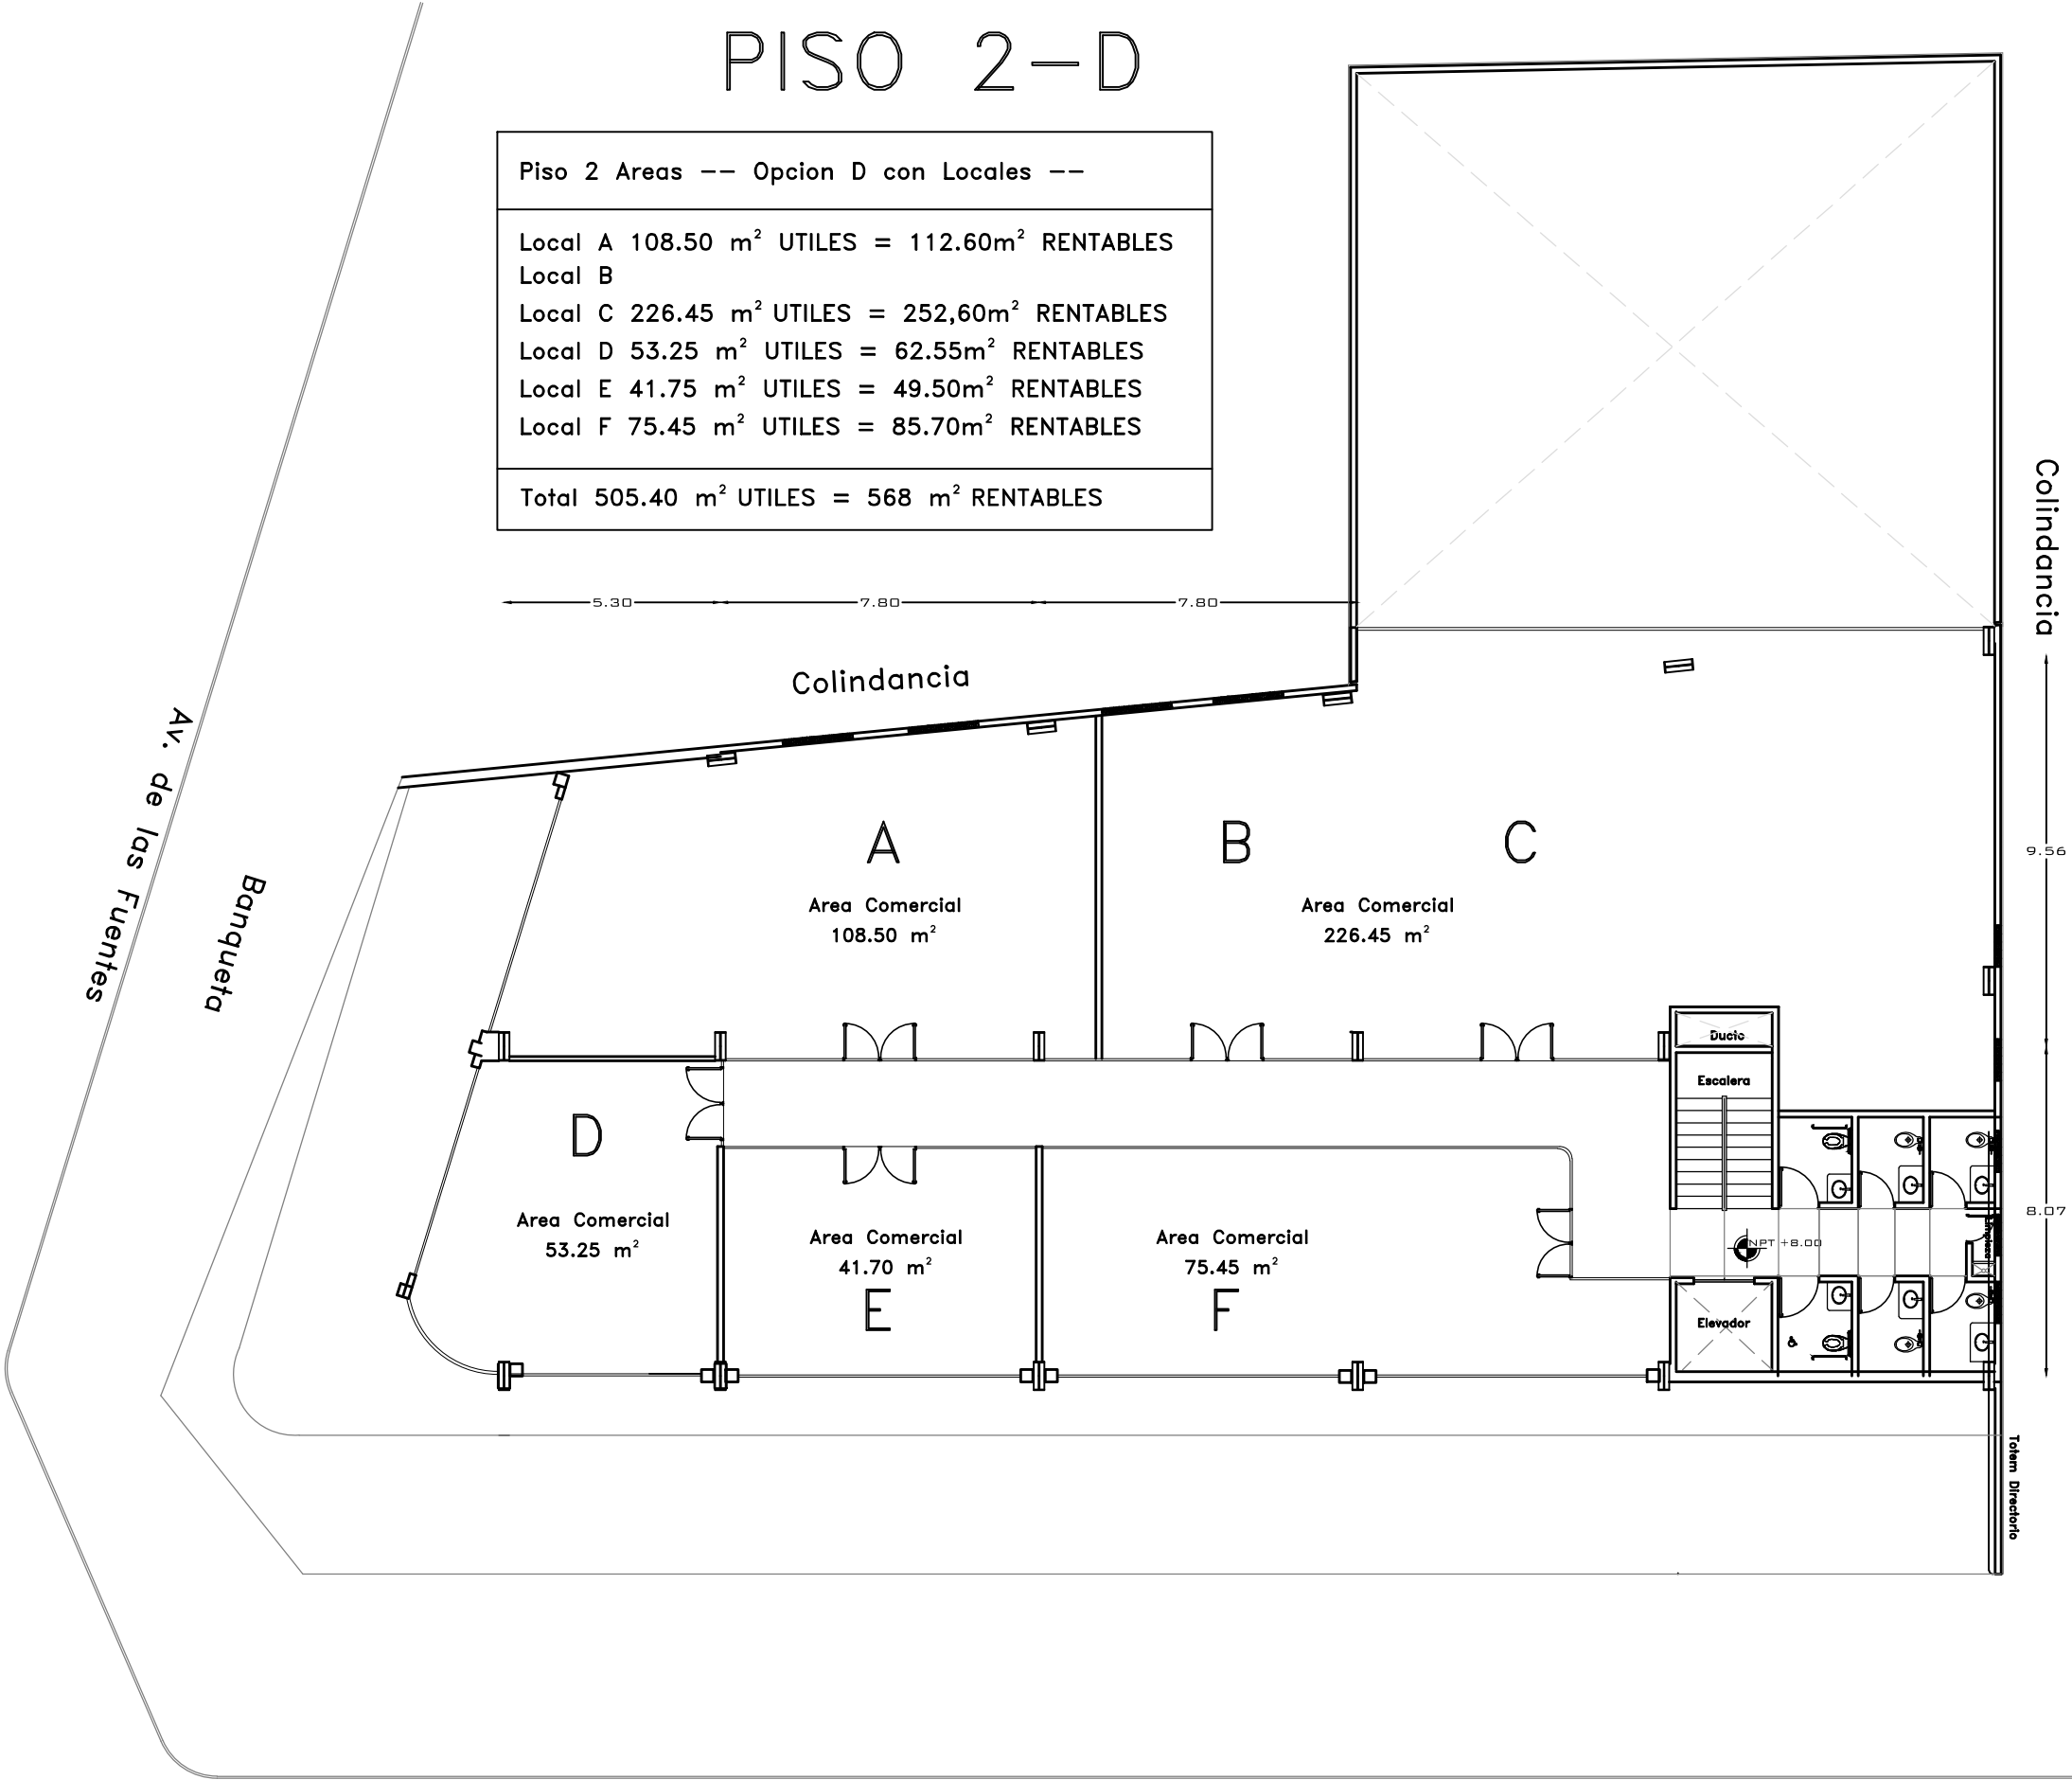 PISO 2-D
Piso 2 Areas -- Opcion D con Locales --
Local A 108.50 m² UTILES = 112.60m² RENTABLES
Local B
Local C 226.45 m² UTILES = 252,60m² RENTABLES
Local D 53.25 m² UTILES = 62.55m² RENTABLES
Local E 41.75 m² UTILES = 49.50m² RENTABLES
Local F 75.45 m² UTILES = 85.70m² RENTABLES
Total 505.40 m² UTILES = 568 m² RENTABLES
5.30
7.80
7.80
Colindancia
Colindancia
Av. de las Fuentes
Banqueta
A
Area Comercial
108.50 m²
B
C
Area Comercial
226.45 m²
9.56
Ducto
Escalera
D
Area Comercial
53.25 m²
Area Comercial
41.70 m²
E
Area Comercial
75.45 m²
F
NPT +8.00
Limpieza
8.07
Elevador
Totem Directorio